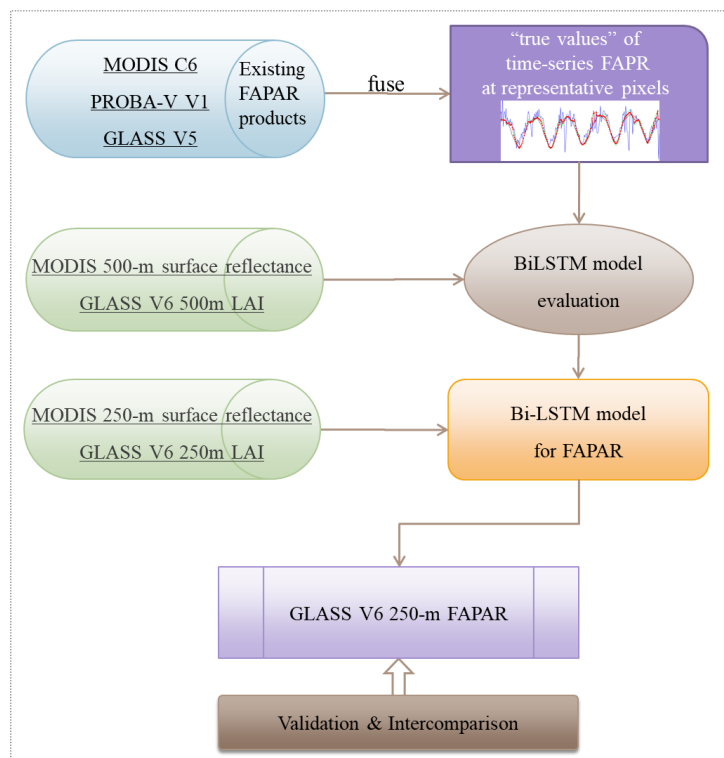 MODIS C6
PROBA-V V1
GLASS V5
Existing
FAPAR
products
fuse
“true values” of
time-series FAPR
at representative pixels
MODIS 500-m surface reflectance
GLASS V6 500m LAI
BiLSTM model
evaluation
MODIS 250-m surface reflectance
GLASS V6 250m LAI
Bi-LSTM model
for FAPAR
GLASS V6 250-m FAPAR
Validation & Intercomparison